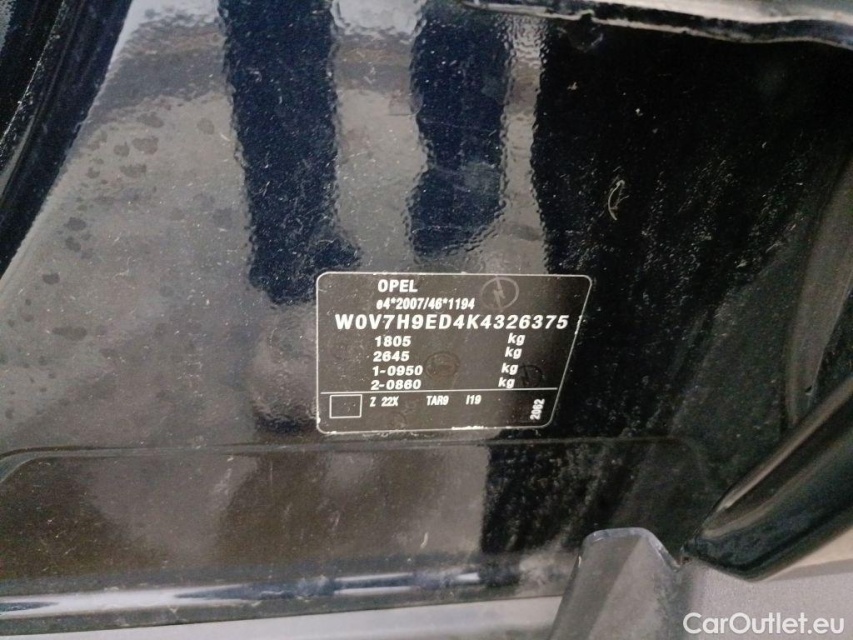 OPEL
e4*2007/46*1194
W0V7H9ED4K4326375
1805 kg
2645 kg
1-0950 kg
2-0860 kg
Z 22X TAR9 I19 2062
CarOutlet.eu